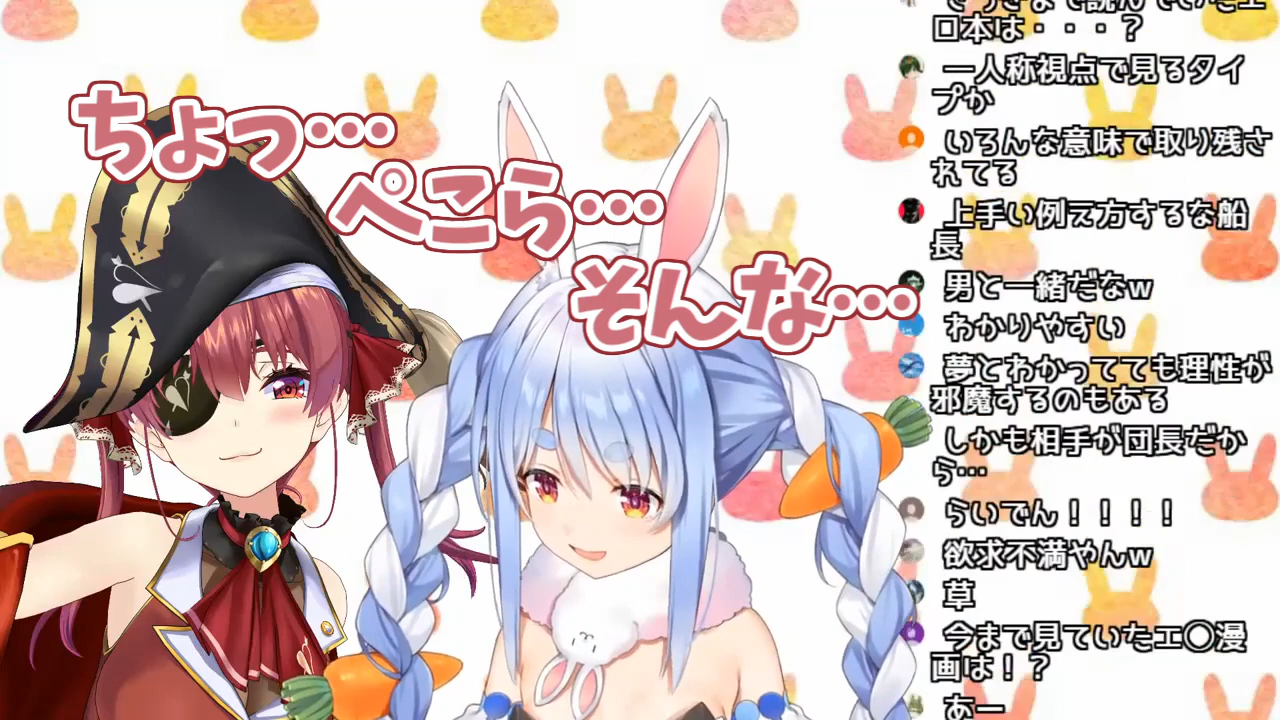 ちょっ…
ぺこら…
そんな…
ロ本は・・・？
一人称視点で見るタイ
プか
いろんな意味で取り残さ
れてる
上手い例え方するな船
長
男と一緒だなw
わかりやすい
夢とわかってても理性が
邪魔するのもある
しかも相手が団長だか
ら…
らいでん！！！！
欲求不満やんw
草
今まで見ていたエ〇漫
画は！？
あー